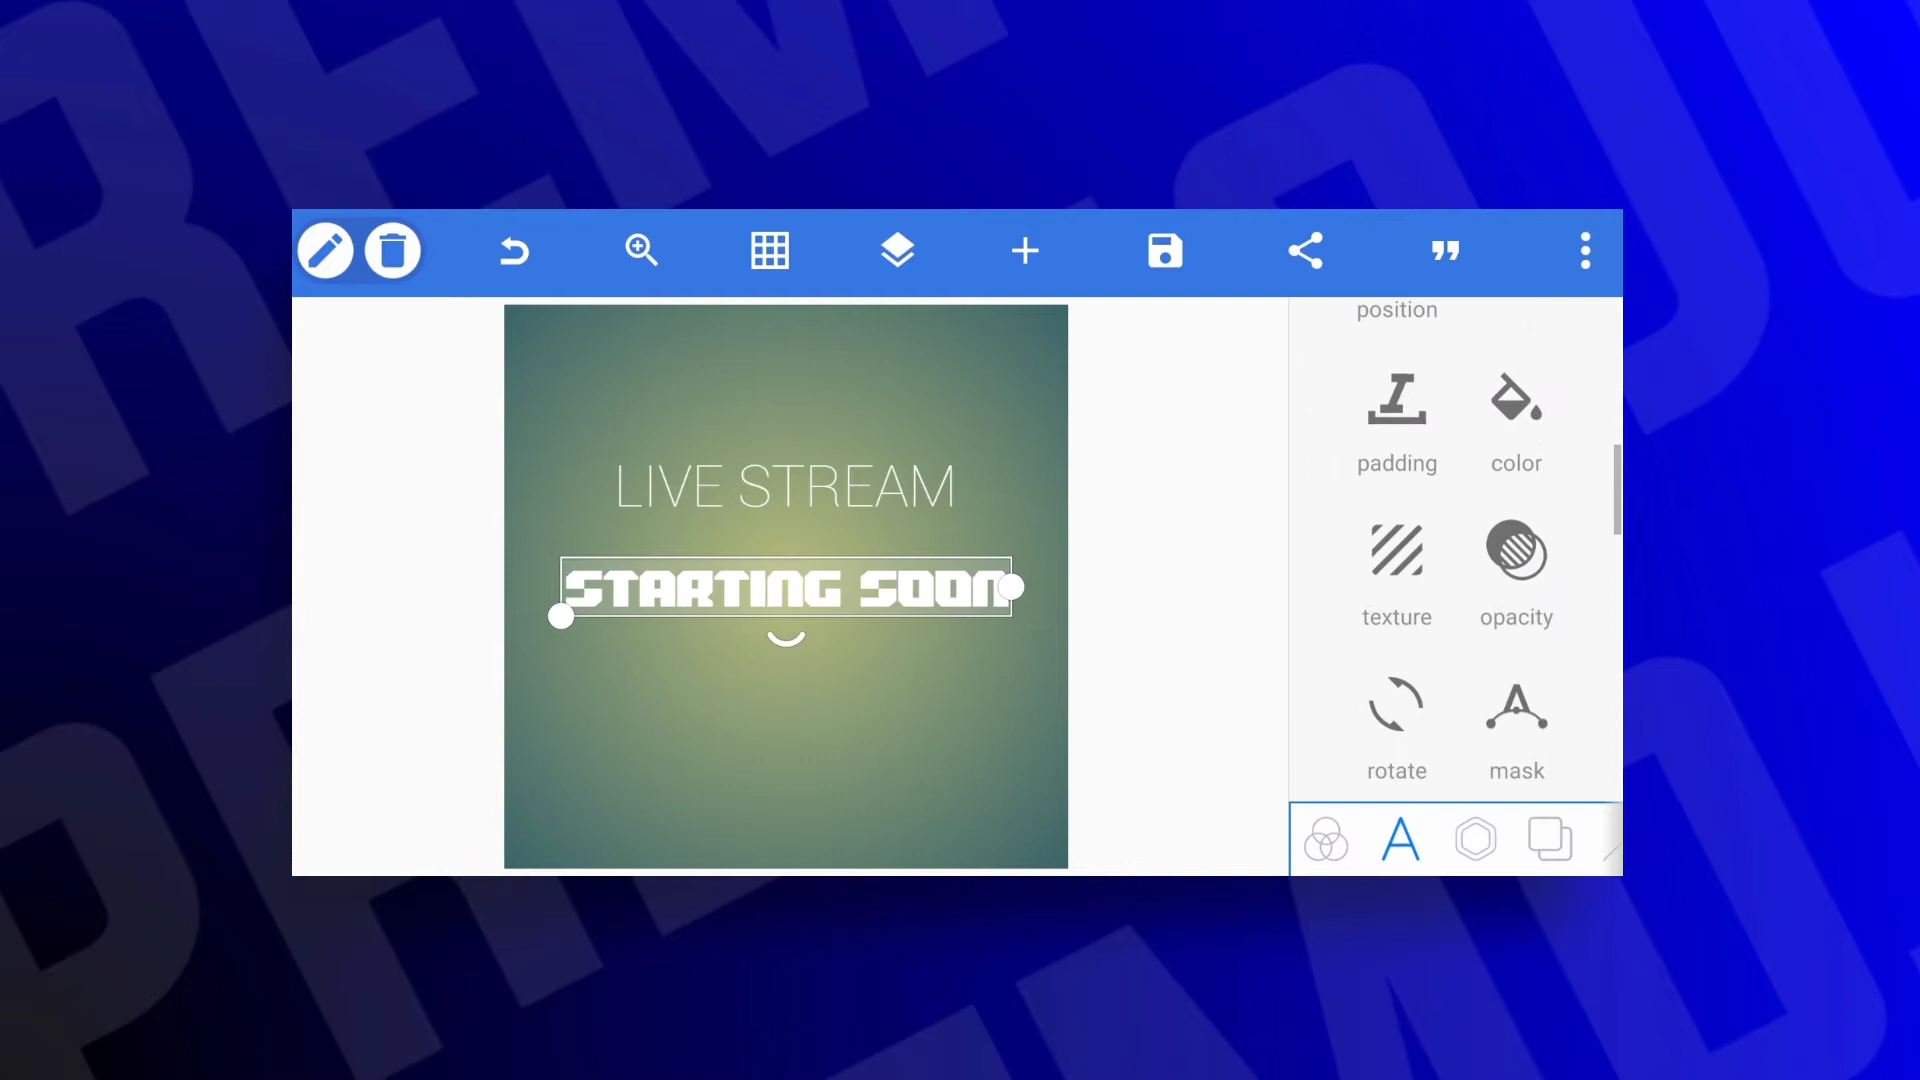 position
LIVE STREAM
STARTING SOON
padding
color
texture
opacity
rotate
mask